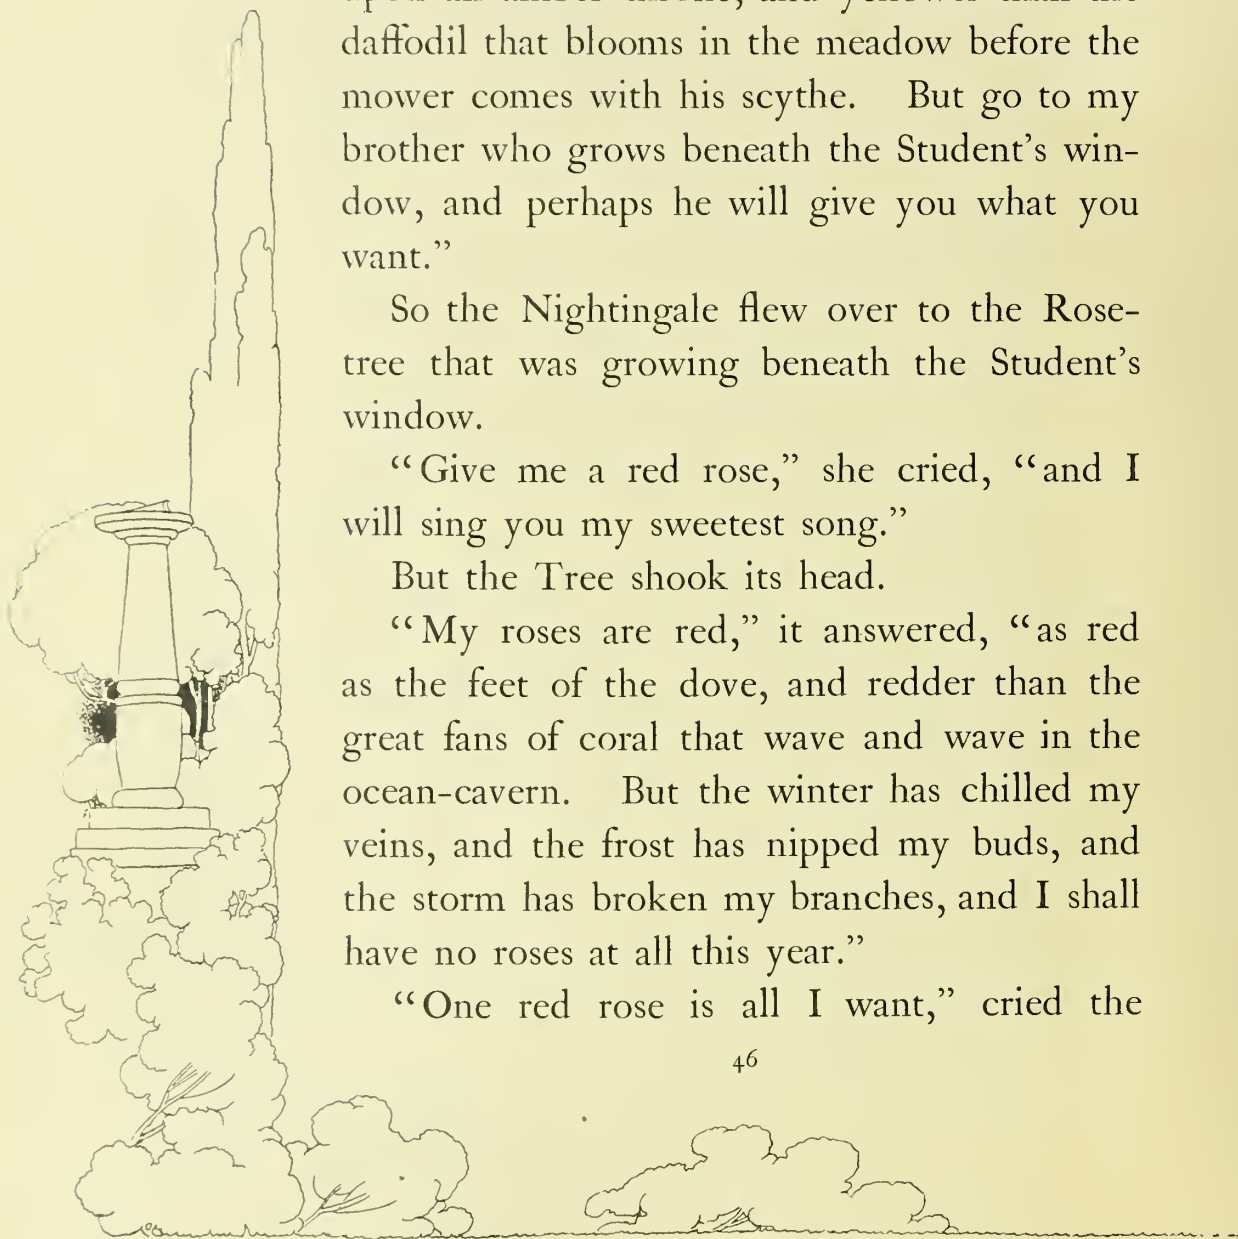 daffodil that blooms in the meadow before the
mower comes with his scythe. But go to my
brother who grows beneath the Student’s win-
dow, and perhaps he will give you what you
want.”
So the Nightingale flew over to the Rose-
tree that was growing beneath the Student’s
window.
“Give me a red rose,” she cried, “and I
will sing you my sweetest song.”
But the Tree shook its head.
“My roses are red,” it answered, “as red
as the feet of the dove, and redder than the
great fans of coral that wave and wave in the
ocean-cavern. But the winter has chilled my
veins, and the frost has nipped my buds, and
the storm has broken my branches, and I shall
have no roses at all this year.”
“One red rose is all I want,” cried the
46